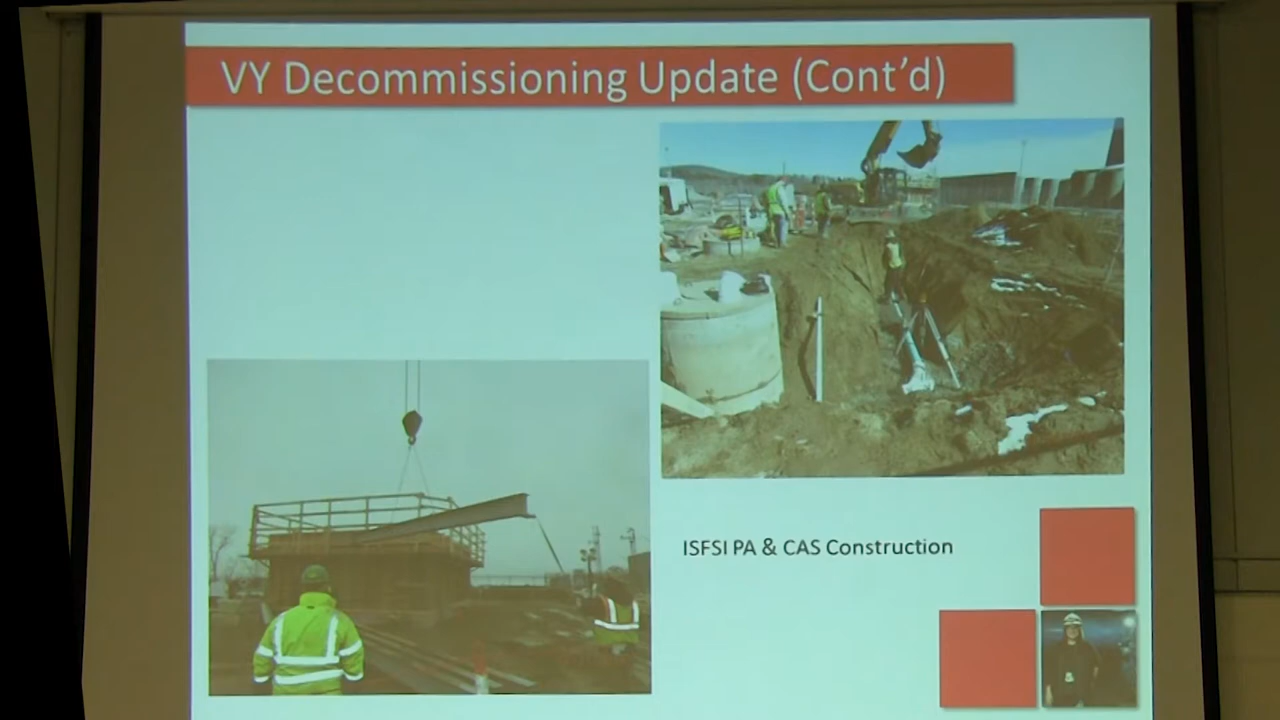 VY Decommissioning Update (Cont'd)
ISFSI PA & CAS Construction